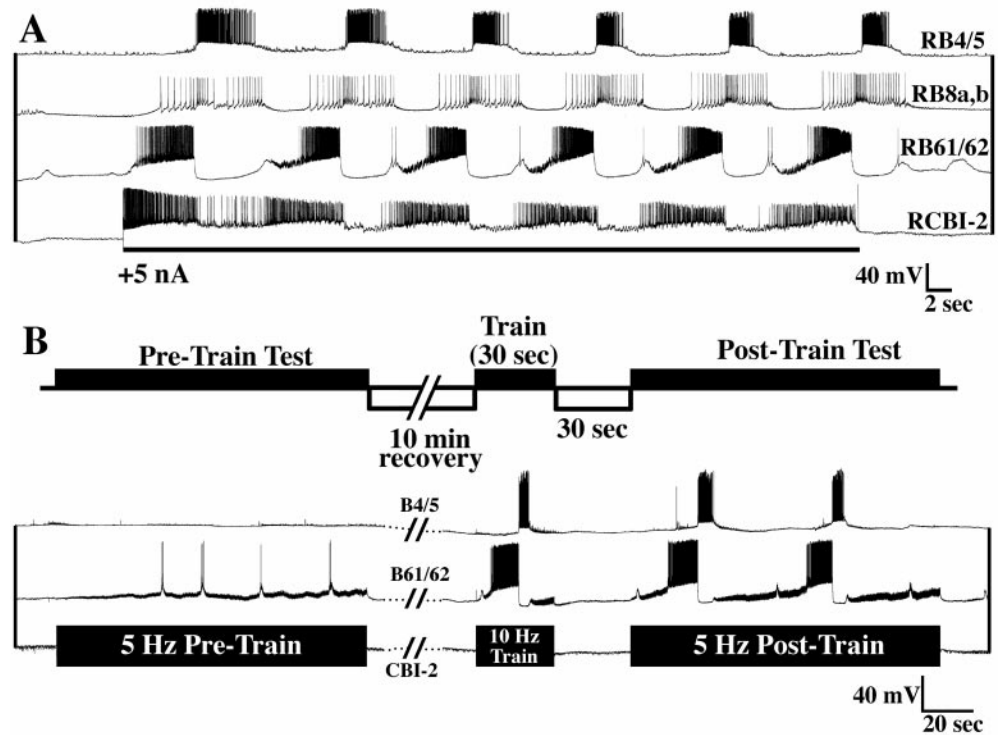 A
RB4/5
RB8a,b
RB61/62
RCBI-2
+5 nA
40 mV
2 sec
B
Pre-Train Test
Train
(30 sec)
Post-Train Test
10 min
recovery
30 sec
B4/5
B61/62
5 Hz Pre-Train
CBI-2
10 Hz
Train
5 Hz Post-Train
40 mV
20 sec